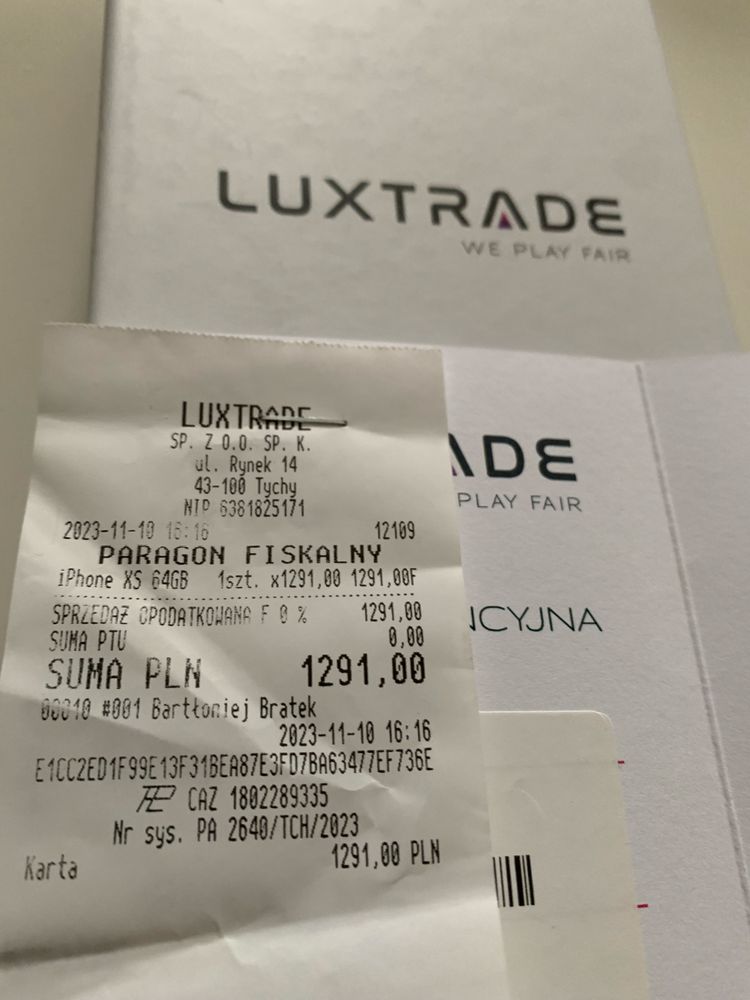 LUXTRADE
WE PLAY FAIR
ADE
PLAY FAIR
NCYJNA
LUXTRADE
SP. Z O.O. SP. K.
ul. Rynek 14
43-100 Tychy
NIP 6381825171
2023-11-10 16:16 12109
PARAGON FISKALNY
iPhone XS 64GB 1szt. x1291,00 1291,00F
SPRZEDAŻ OPODATKOWANA F 0 % 1291,00
SUMA PTU 0,00
SUMA PLN 1291,00
00010 #001 Bartłoniej Bratek
2023-11-10 16:16
E1CC2ED1F99E13F31BEA87E3FD7BA63477EF736E
CAZ 1802289335
Nr sys. PA 2640/TCH/2023
Karta 1291,00 PLN